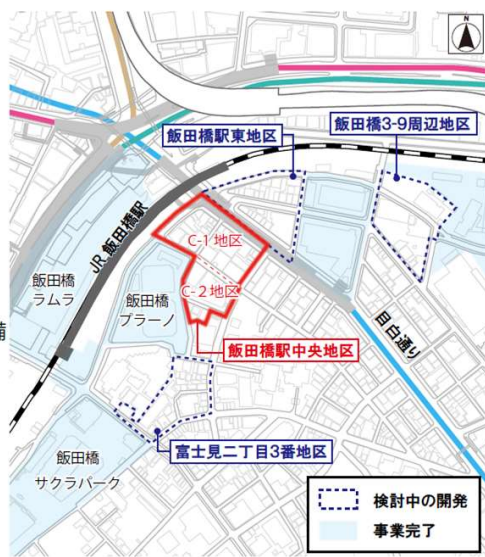 N
飯田橋駅東地区
飯田橋3-9周辺地区
JR 飯田橋駅
C-1地区
C-2地区
飯田橋
ラムラ
飯田橋
プラーノ
備
目白通り
飯田橋駅中央地区
富士見二丁目3番地区
飯田橋
サクラパーク
検討中の開発
事業完了